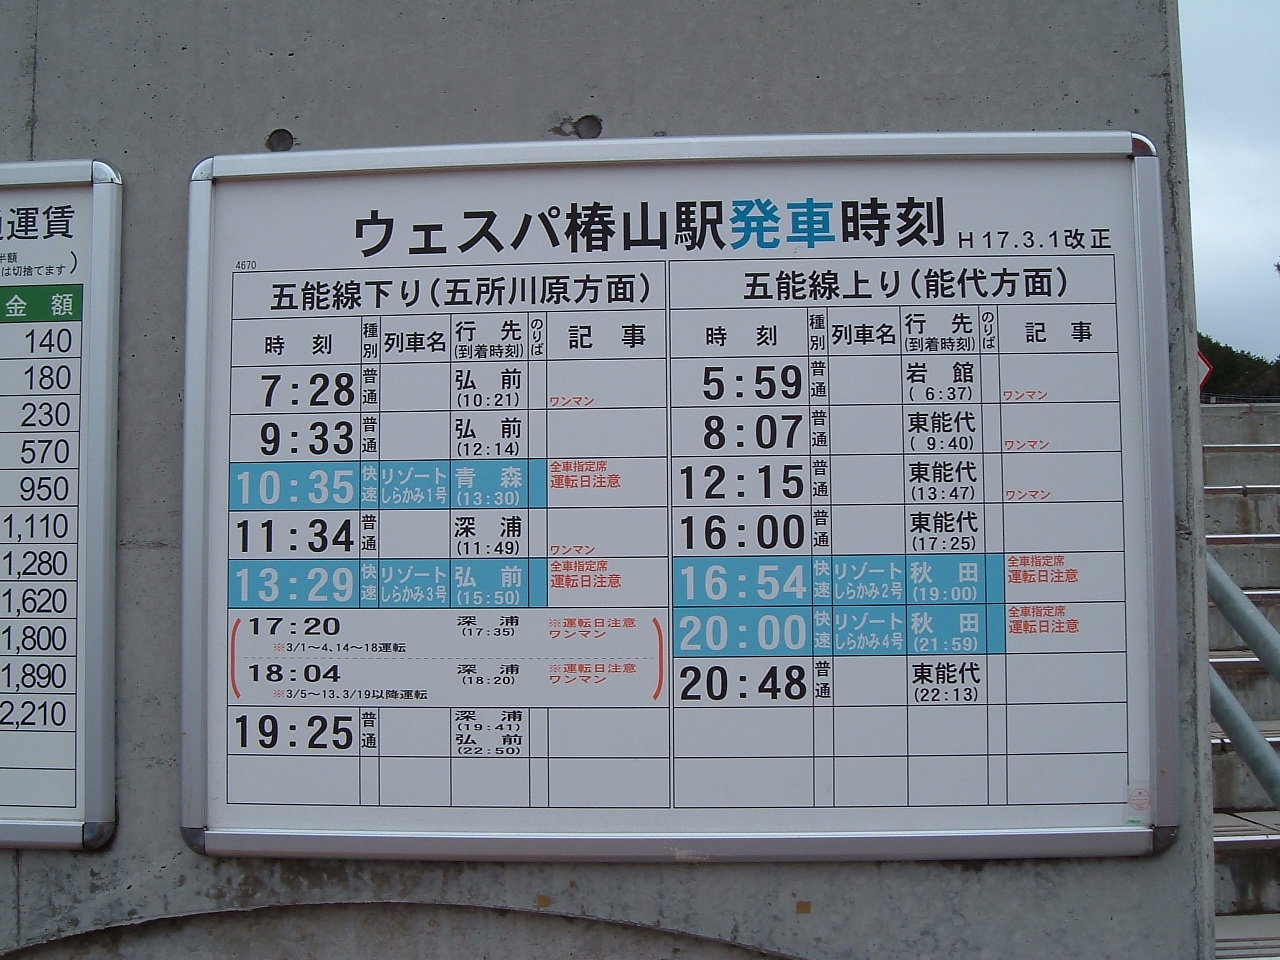 運賃
半額
は切捨てます)
金 額
140
180
230
570
950
1,110
1,280
1,620
1,800
1,890
2,210
ウェスパ椿山駅発車時刻 H17.3.1改正
4670
五能線下り(五所川原方面)
時 刻 種別 列車名 行 先(到着時刻) のりば 記 事
7:28 普通 弘 前(10:21) ワンマン
9:33 普通 弘 前(12:14)
10:35 快速 リゾートしらかみ1号 青 森(13:30) 全車指定席 運転日注意
11:34 普通 深 浦(11:49) ワンマン
13:29 快速 リゾートしらかみ3号 弘 前(15:50) 全車指定席 運転日注意
17:20 深 浦(17:35) ※運転日注意 ワンマン
※3/1～4、14～18運転
18:04 深 浦(18:20) ※運転日注意 ワンマン
※3/5～13、3/19以降運転
19:25 普通 深 浦(19:41) 弘 前(22:50)
五能線上り(能代方面)
時 刻 種別 列車名 行 先(到着時刻) のりば 記 事
5:59 普通 岩 館( 6:37) ワンマン
8:07 普通 東能代( 9:40) ワンマン
12:15 普通 東能代(13:47) ワンマン
16:00 普通 東能代(17:25)
16:54 快速 リゾートしらかみ2号 秋 田(19:00) 全車指定席 運転日注意
20:00 快速 リゾートしらかみ4号 秋 田(21:59) 全車指定席 運転日注意
20:48 普通 東能代(22:13)